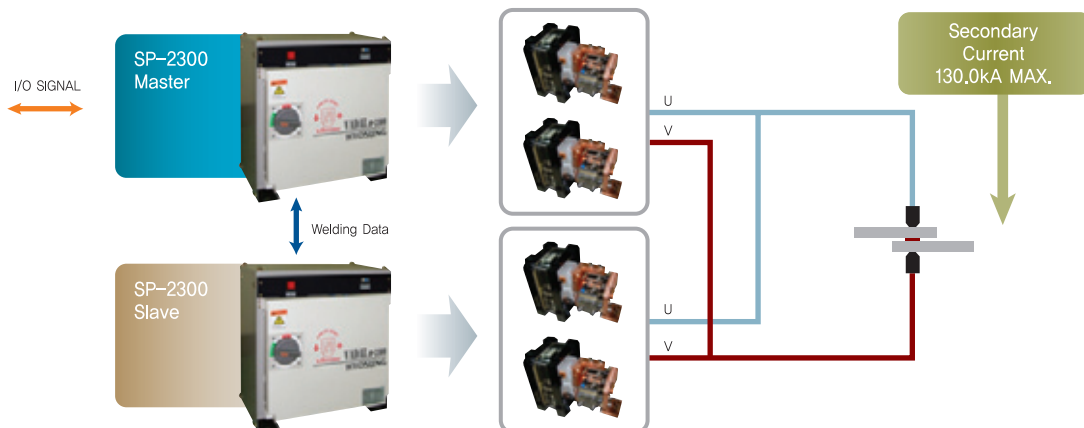 SP-2300
Master
I/O SIGNAL
Welding Data
SP-2300
Slave
U
V
U
V
Secondary
Current
130.0kA MAX.